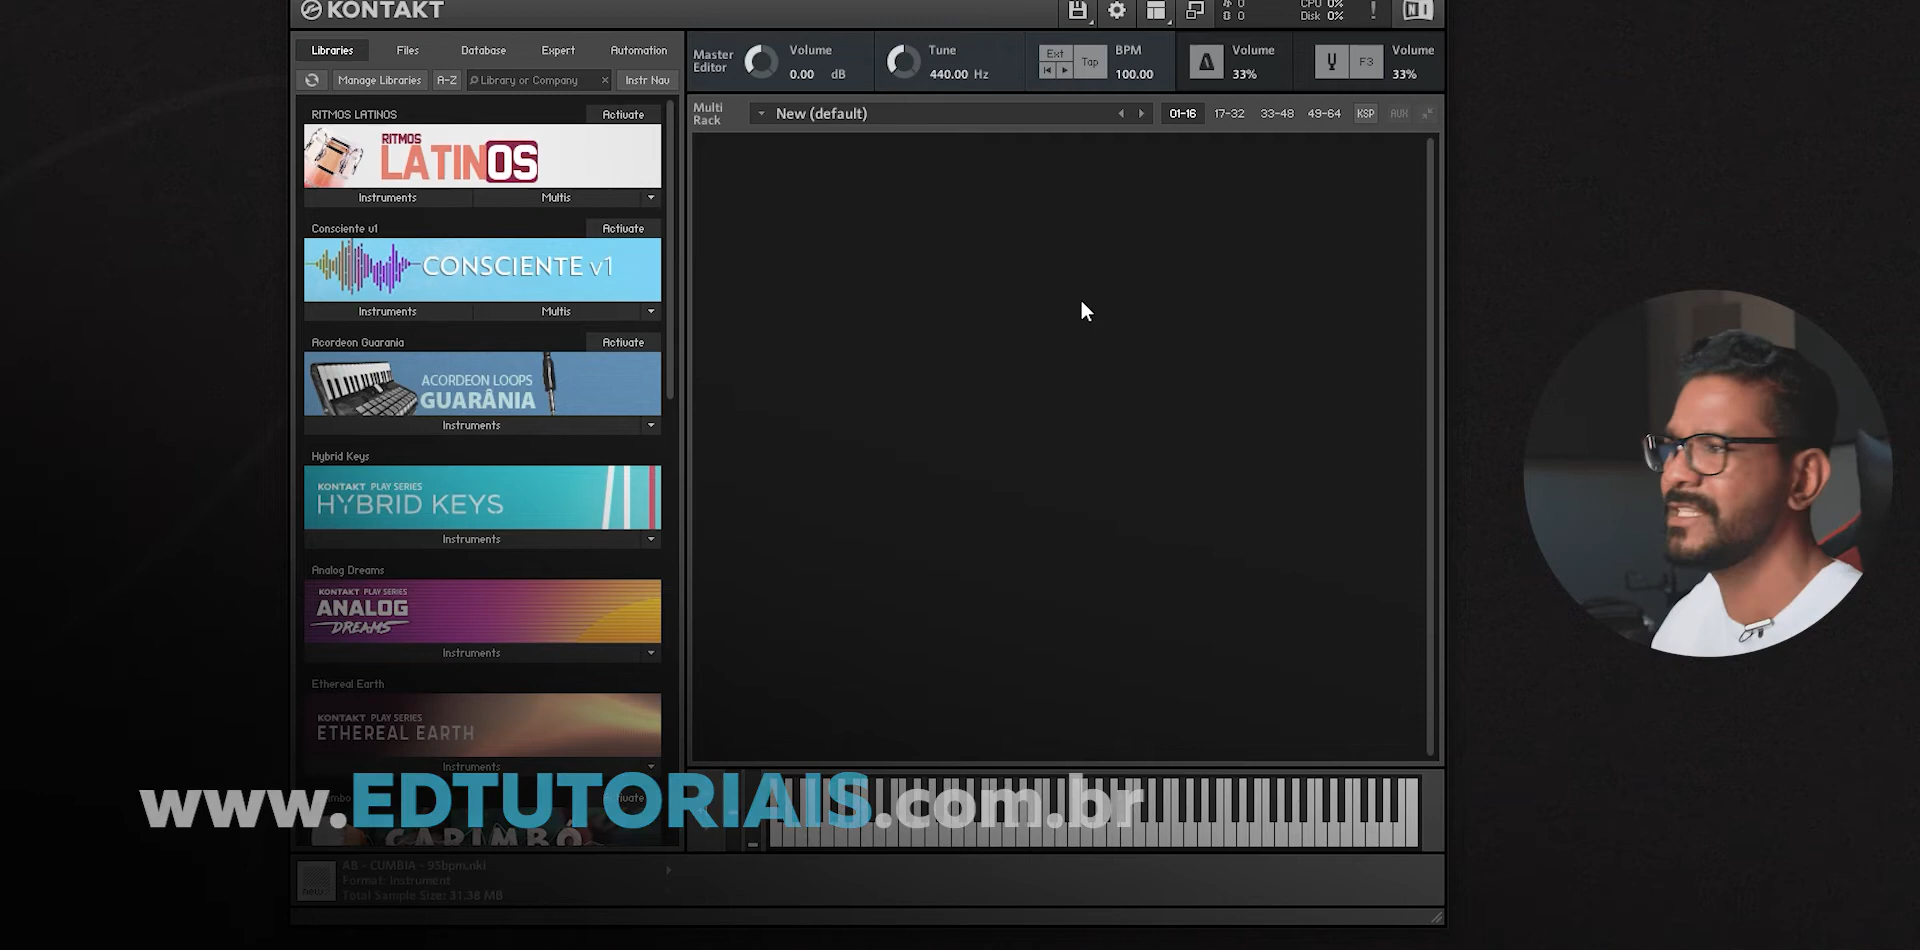 KONTAKT
0
0
CPU 0%
Disk 0%
!
NI
Libraries Files Database Expert Automation
Manage Libraries A-Z Library or Company × Instr Nav
Master
Editor
Volume
0.00 dB
Tune
440.00 Hz
Ext
Tap
BPM
100.00
Volume
33%
F3
Volume
33%
Multi
Rack
New (default)
01-16 17-32 33-48 49-64 KSP AUX
RITMOS LATINOS Activate
RITMOS
LATINOS
Instruments Multis
Consciente v1 Activate
CONSCIENTE v1
Instruments Multis
Acordeon Guarania Activate
ACORDEON LOOPS
GUARÂNIA
Instruments
Hybrid Keys
KONTAKT PLAY SERIES
HYBRID KEYS
Instruments
Analog Dreams
KONTAKT PLAY SERIES
ANALOG
DREAMS
Instruments
Ethereal Earth
KONTAKT PLAY SERIES
ETHEREAL EARTH
Instruments
www.EDTUTORIAIS.com.br
CARIMBÓ
AB - CUMBIA - 95bpm.nki
Format: Instrument
Total Sample Size: 31.38 MB
new